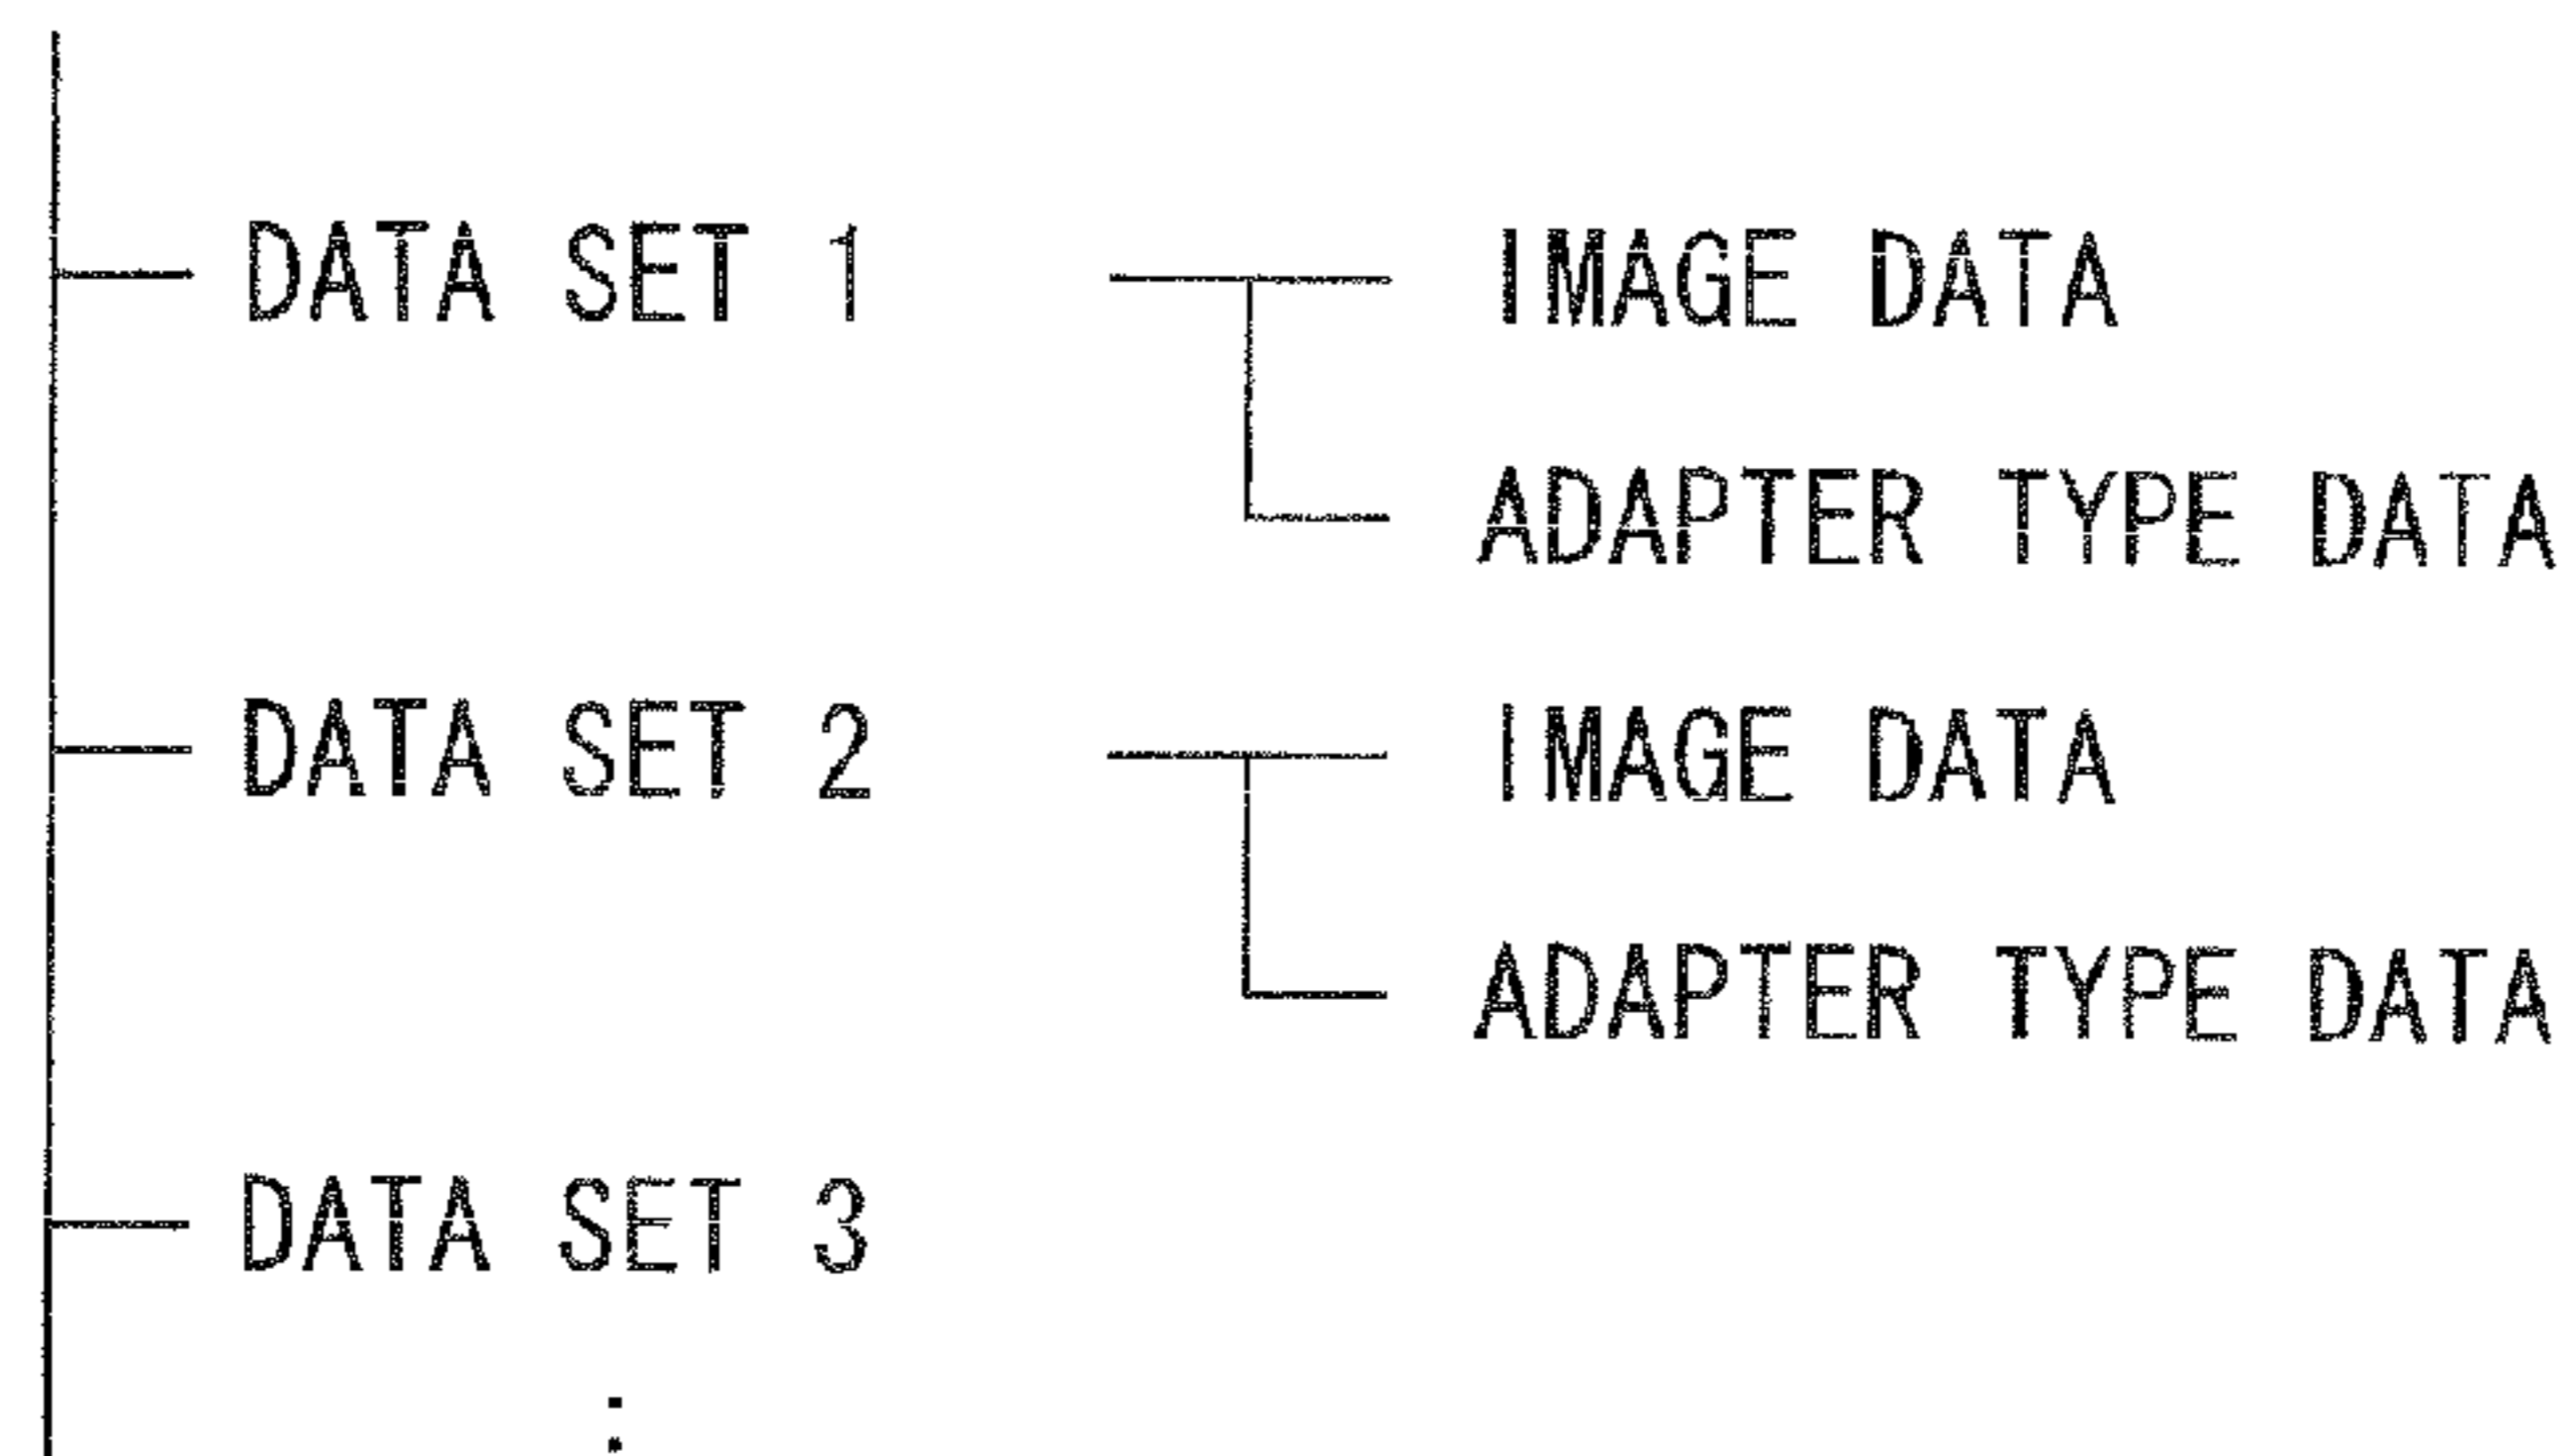 DATA SET 1 IMAGE DATA
ADAPTER TYPE DATA
DATA SET 2 IMAGE DATA
ADAPTER TYPE DATA
DATA SET 3